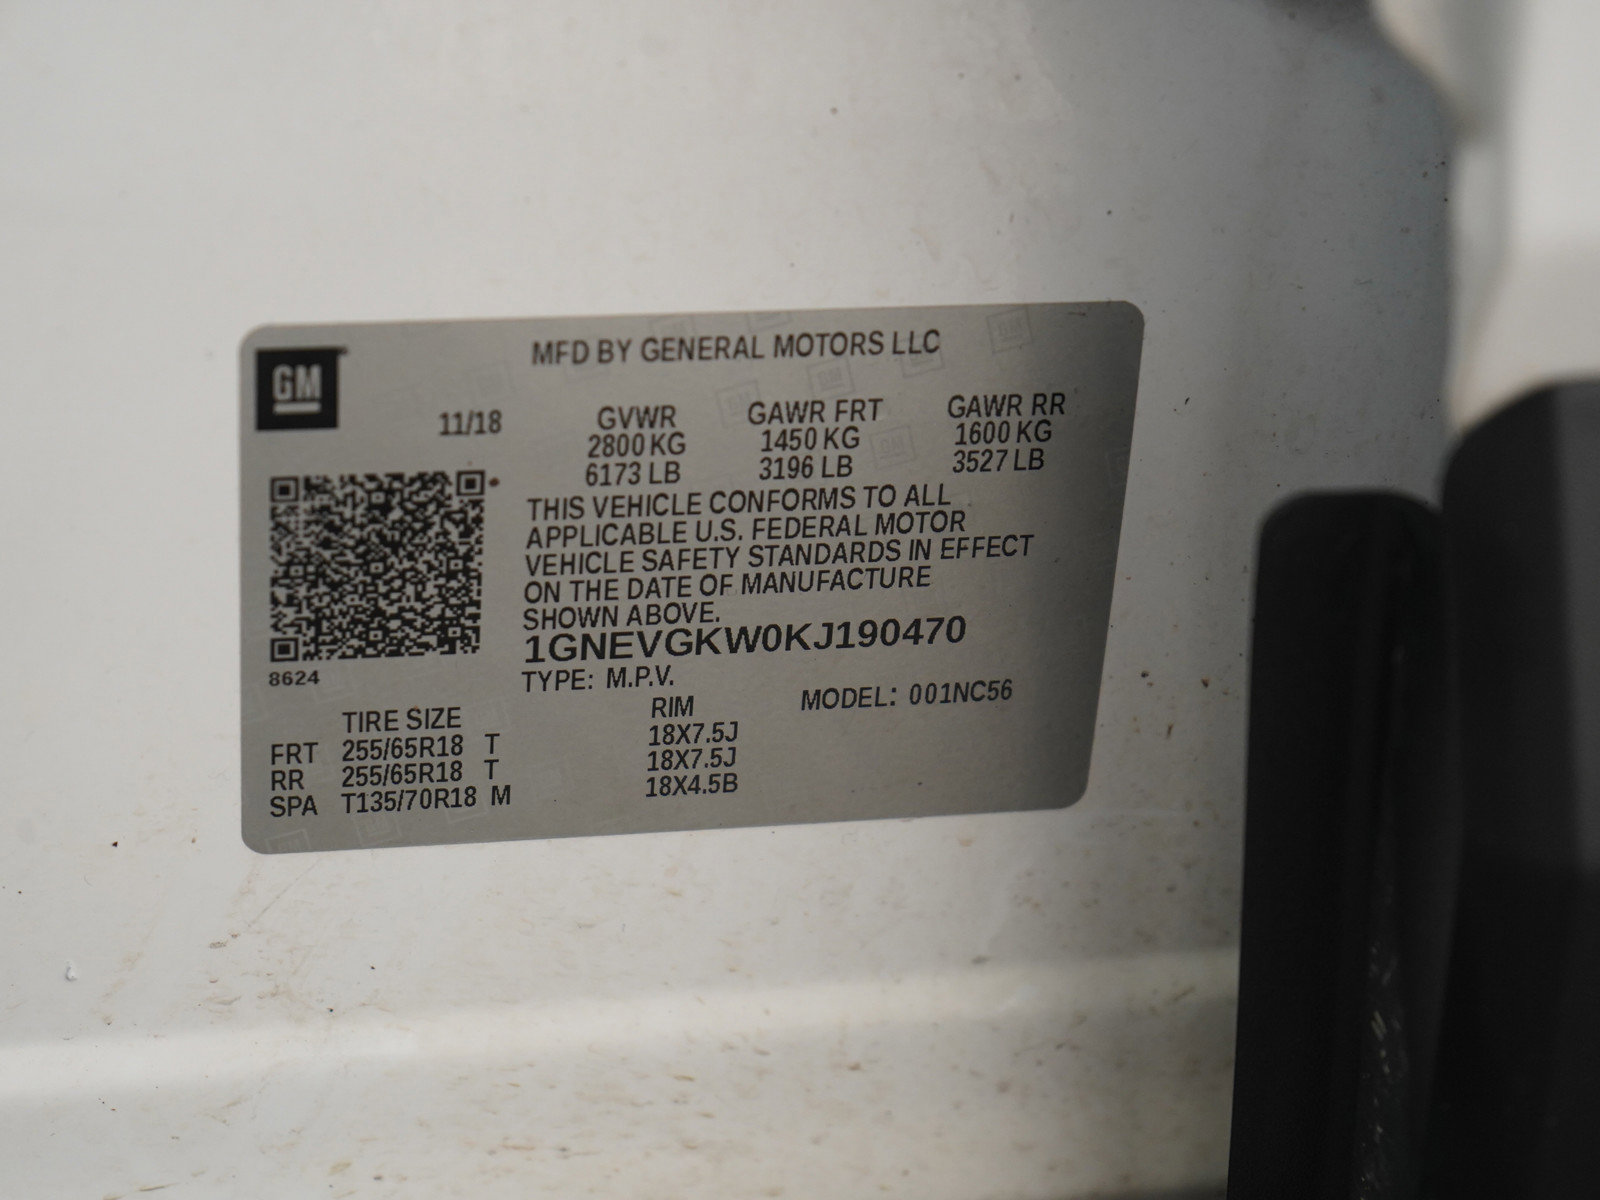 MFD BY GENERAL MOTORS LLC
GM
11/18
GVWR GAWR FRT GAWR RR
2800 KG 1450 KG 1600 KG
6173 LB 3196 LB 3527 LB
THIS VEHICLE CONFORMS TO ALL
APPLICABLE U.S. FEDERAL MOTOR
VEHICLE SAFETY STANDARDS IN EFFECT
ON THE DATE OF MANUFACTURE
SHOWN ABOVE.
1GNEVGKW0KJ190470
8624
TYPE: M.P.V. MODEL: 001NC56
TIRE SIZE RIM
FRT 255/65R18 T 18X7.5J
RR 255/65R18 T 18X7.5J
SPA T135/70R18 M 18X4.5B